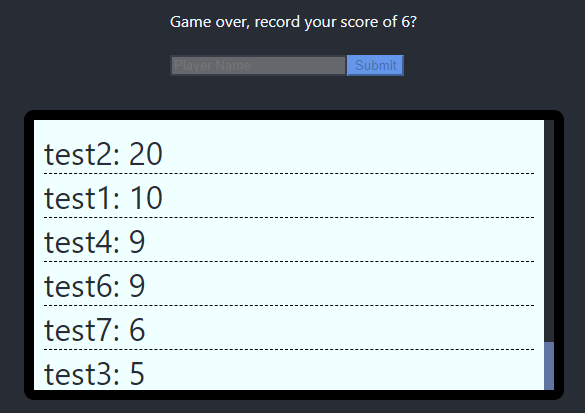 Game over, record your score of 6?
Player Name
Submit
test2: 20
test1: 10
test4: 9
test6: 9
test7: 6
test3: 5